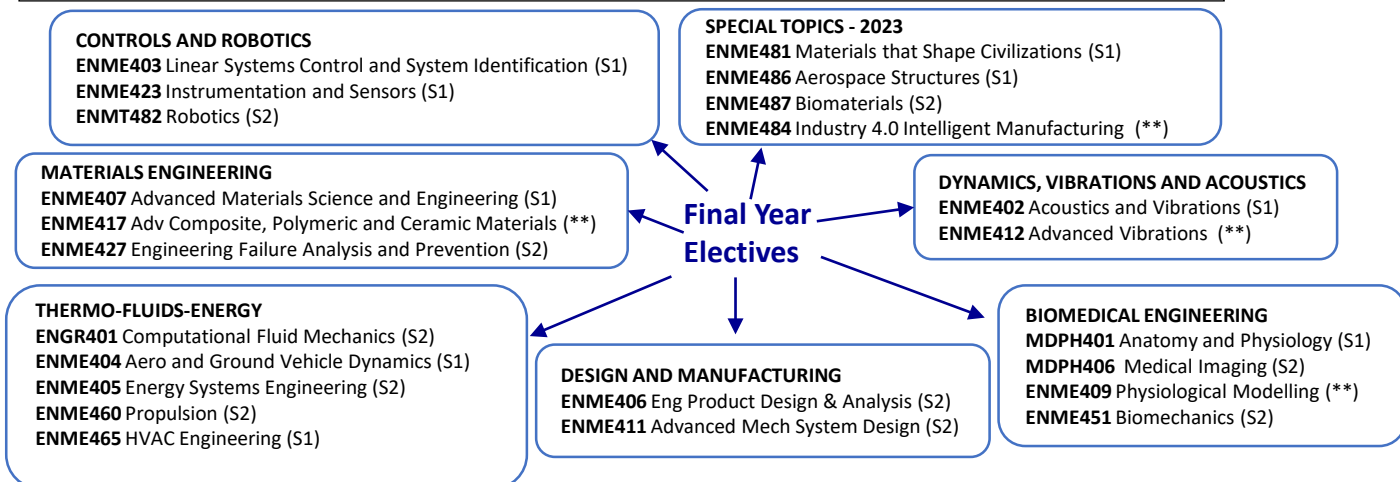 CONTROLS AND ROBOTICS
ENME403 Linear Systems Control and System Identification (S1)
ENME423 Instrumentation and Sensors (S1)
ENMT482 Robotics (S2)
SPECIAL TOPICS - 2023
ENME481 Materials that Shape Civilizations (S1)
ENME486 Aerospace Structures (S1)
ENME487 Biomaterials (S2)
ENME484 Industry 4.0 Intelligent Manufacturing (**)
MATERIALS ENGINEERING
ENME407 Advanced Materials Science and Engineering (S1)
ENME417 Adv Composite, Polymeric and Ceramic Materials (**)
ENME427 Engineering Failure Analysis and Prevention (S2)
Final Year
Electives
DYNAMICS, VIBRATIONS AND ACOUSTICS
ENME402 Acoustics and Vibrations (S1)
ENME412 Advanced Vibrations (**)
THERMO-FLUIDS-ENERGY
ENGR401 Computational Fluid Mechanics (S2)
ENME404 Aero and Ground Vehicle Dynamics (S1)
ENME405 Energy Systems Engineering (S2)
ENME460 Propulsion (S2)
ENME465 HVAC Engineering (S1)
DESIGN AND MANUFACTURING
ENME406 Eng Product Design & Analysis (S2)
ENME411 Advanced Mech System Design (S2)
BIOMEDICAL ENGINEERING
MDPH401 Anatomy and Physiology (S1)
MDPH406 Medical Imaging (S2)
ENME409 Physiological Modelling (**)
ENME451 Biomechanics (S2)